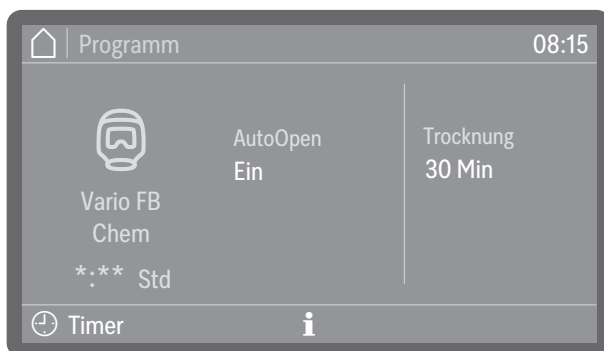 Programm 08:15
AutoOpen
Ein
Trocknung
30 Min
Vario FB
Chem
*:** Std
Timer i